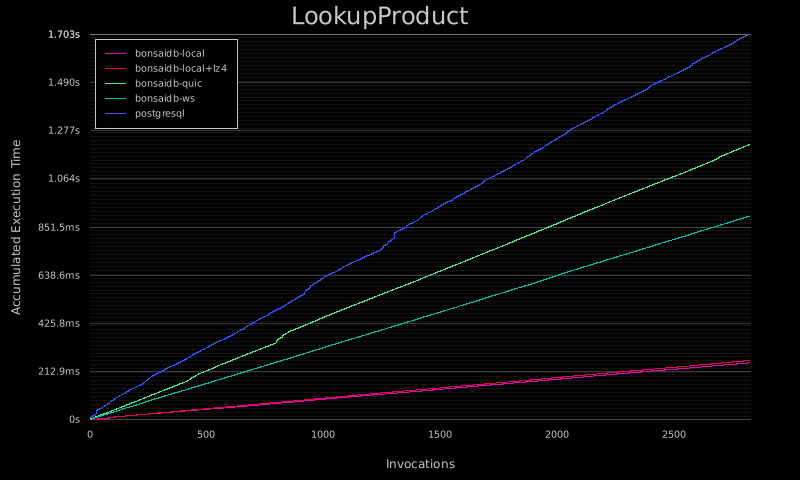 LookupProduct
1.703s
bonsaidb-local
bonsaidb-local+lz4
bonsaidb-quic
bonsaidb-ws
postgresql
1.490s
1.277s
1.064s
851.5ms
638.6ms
425.8ms
212.9ms
0s
Accumulated Execution Time
0 500 1000 1500 2000 2500
Invocations